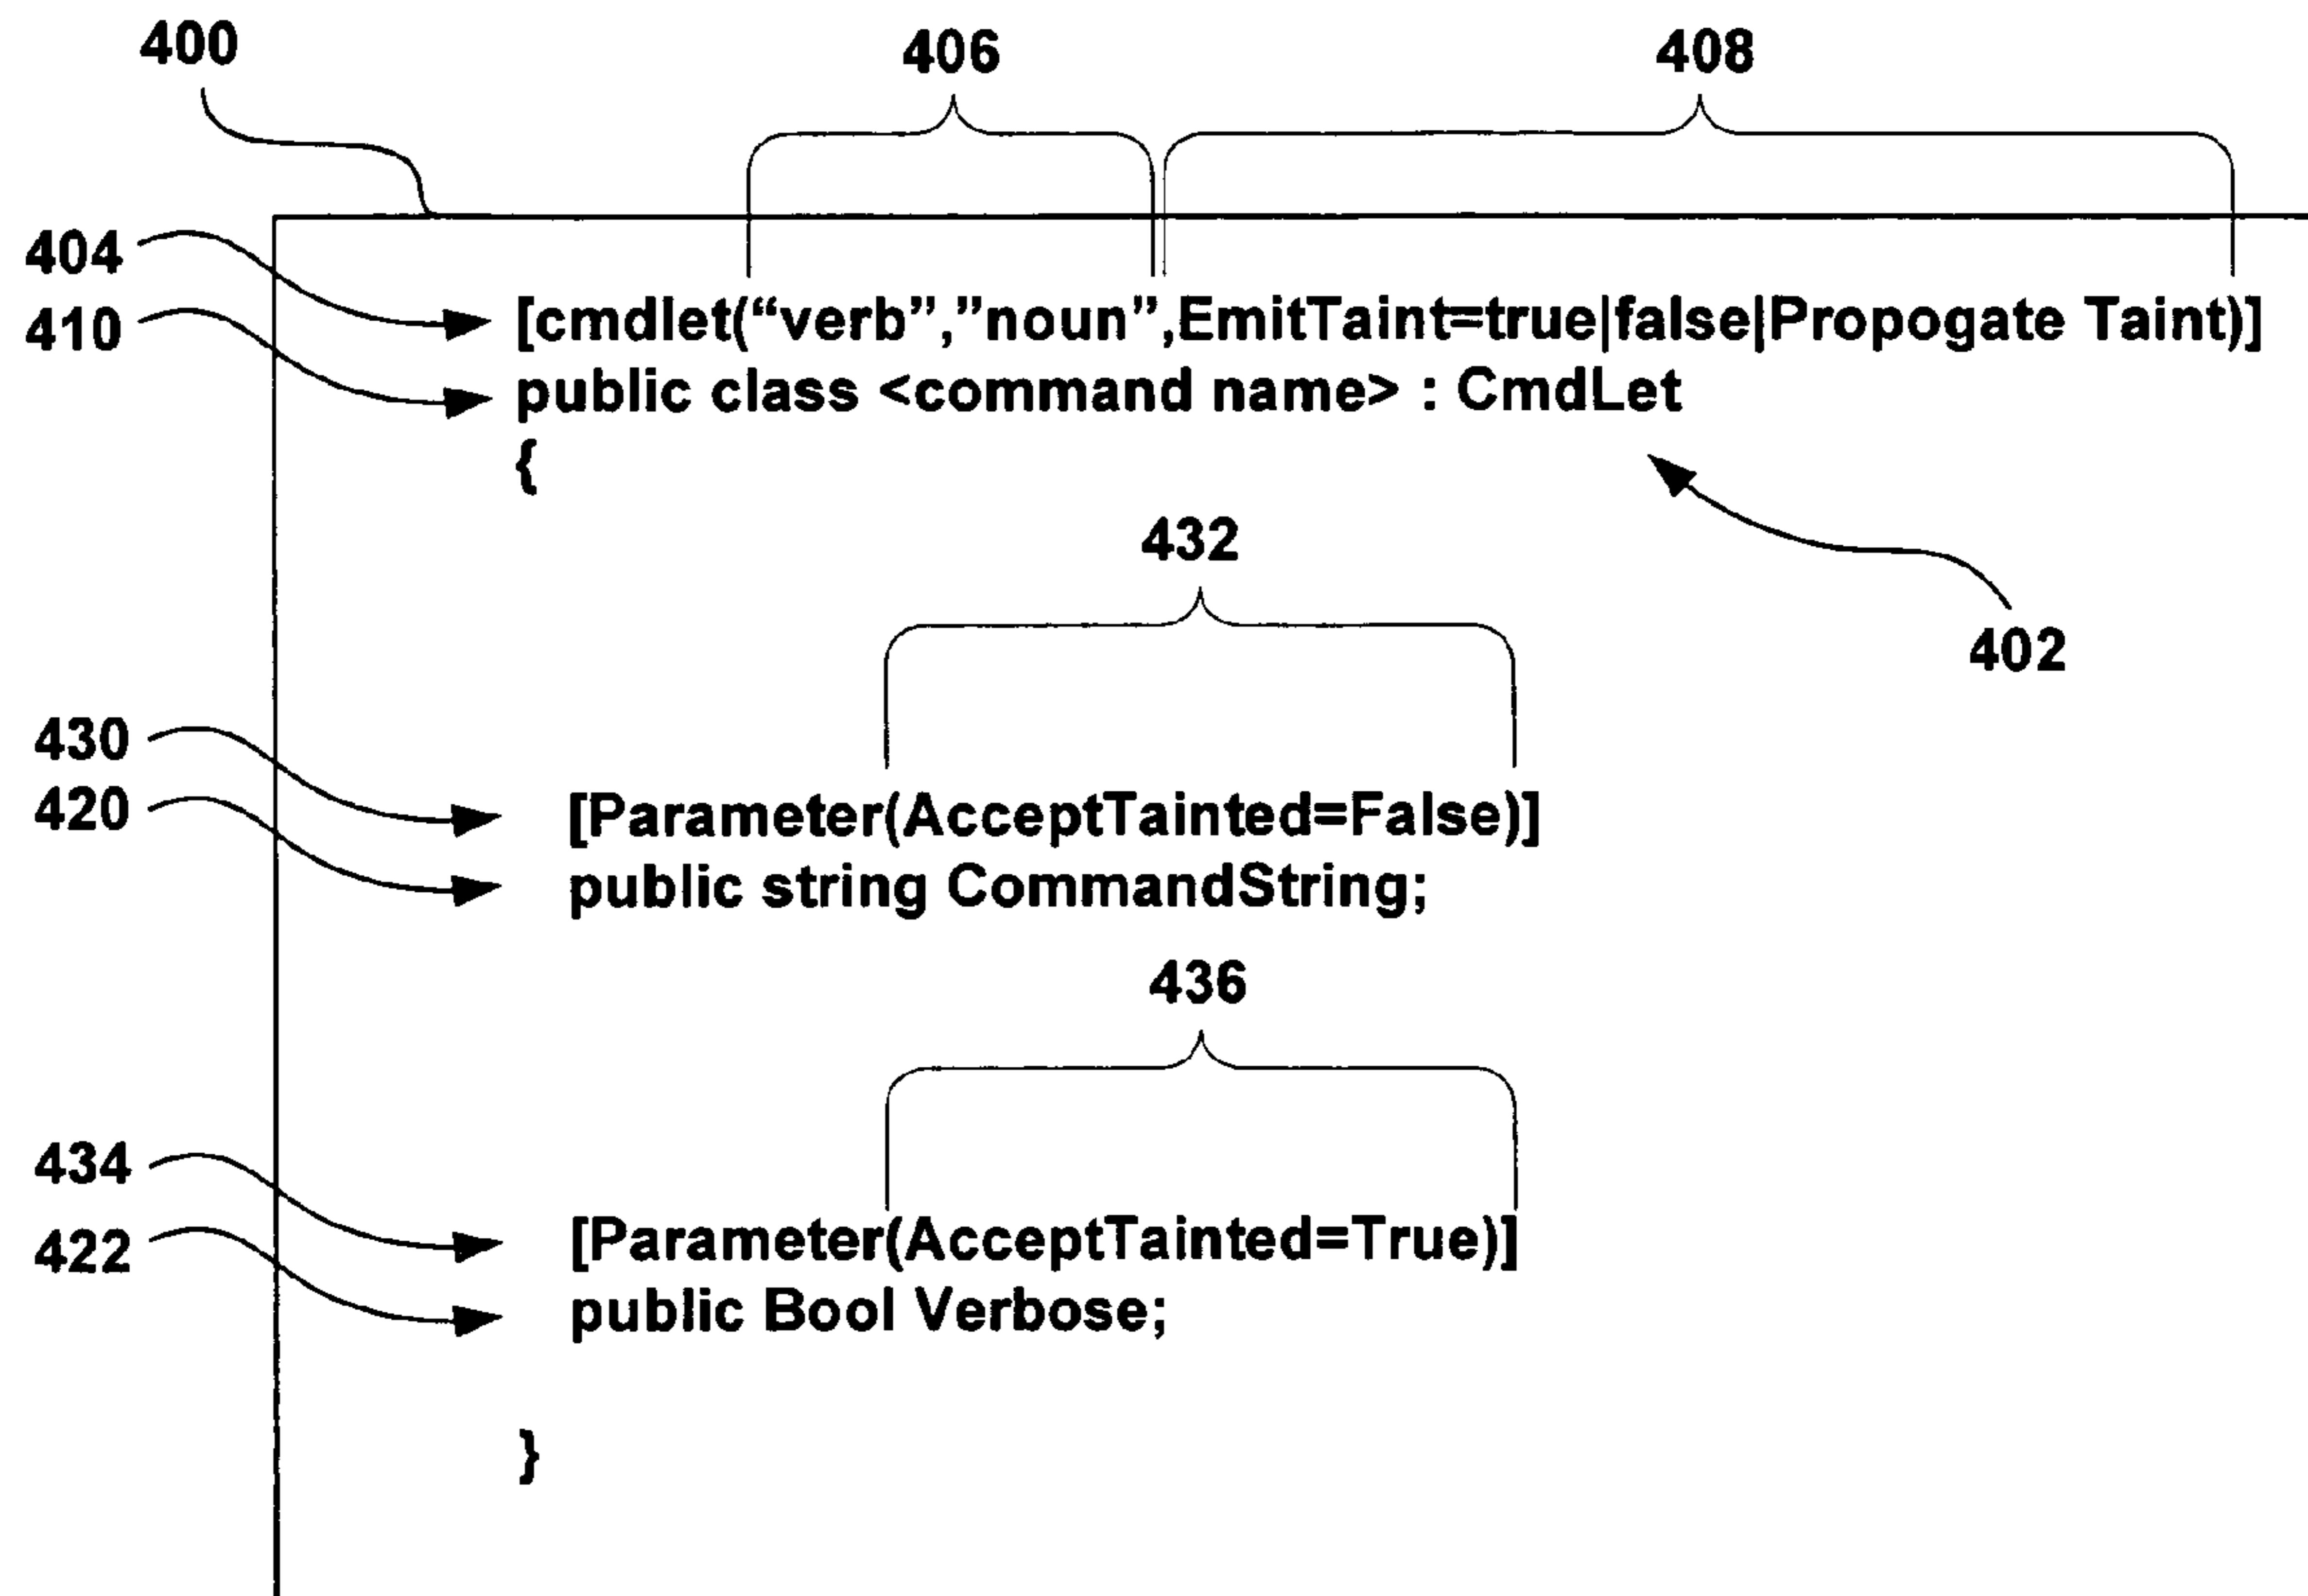 400
406
408
404
410
[cmdlet(“verb”,”noun”,EmitTaint=true|false|Propogate Taint)]
public class <command name> : CmdLet
{
432
402
430
420
[Parameter(AcceptTainted=False)]
public string CommandString;
436
434
422
[Parameter(AcceptTainted=True)]
public Bool Verbose;
}